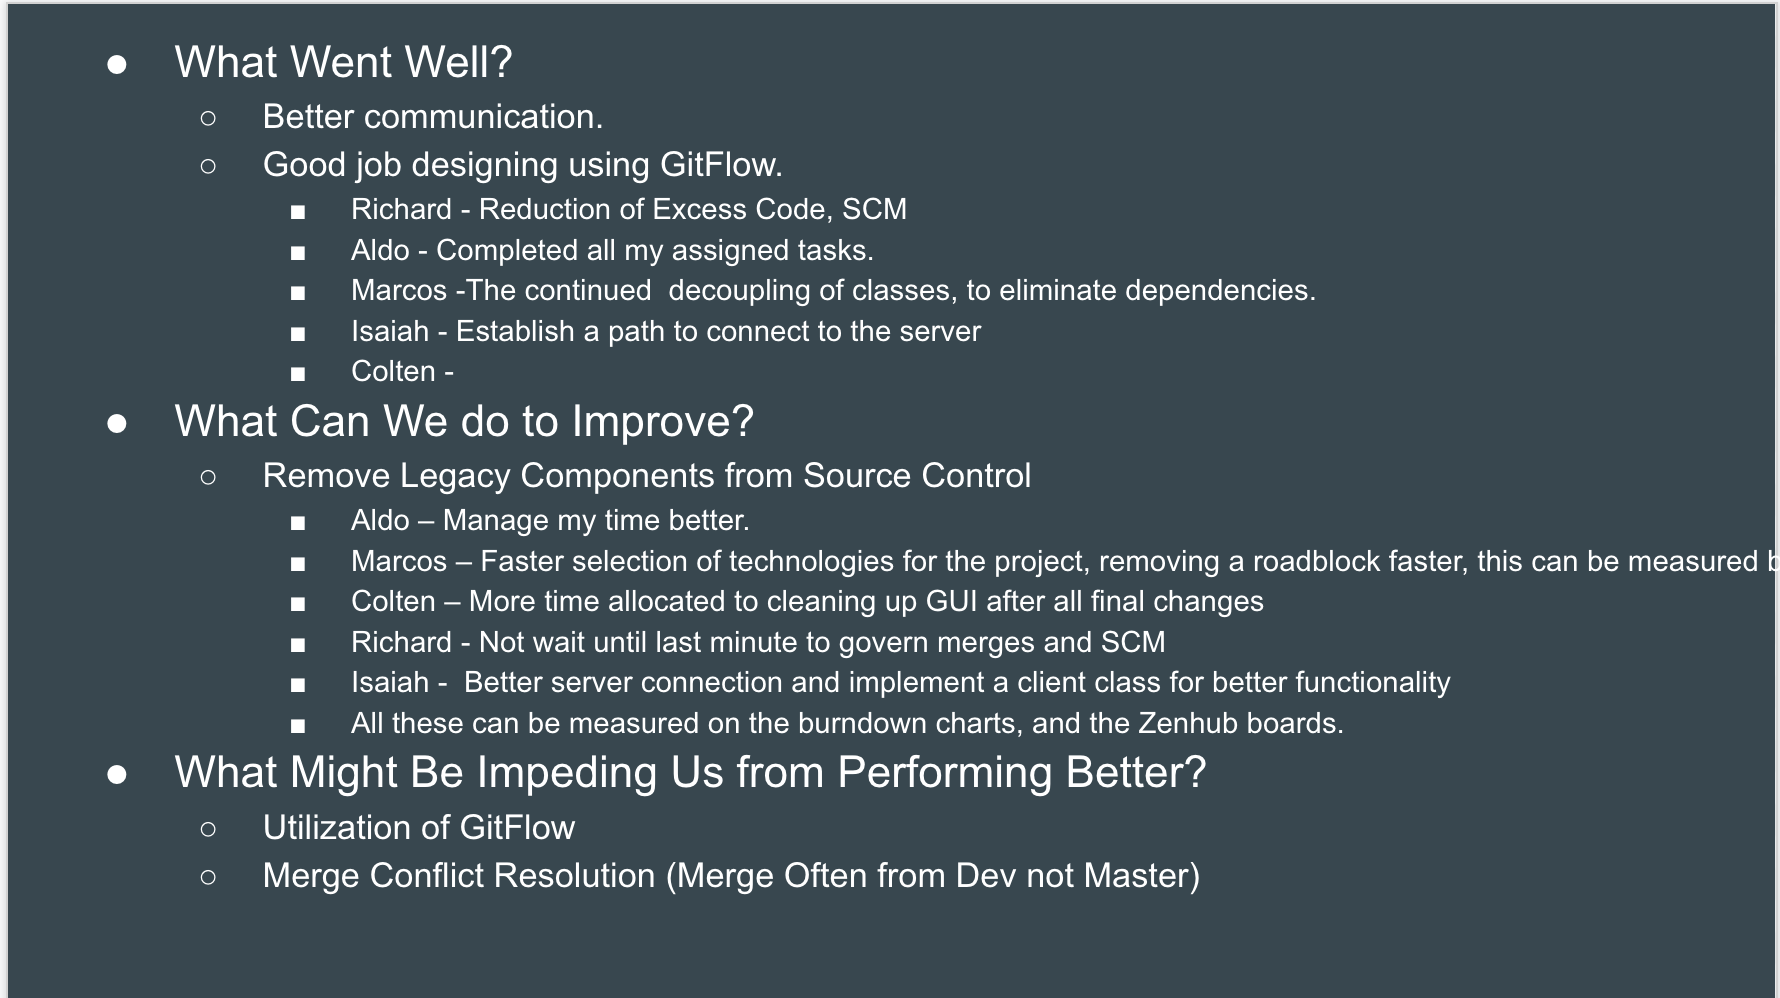 ● What Went Well?
○ Better communication.
○ Good job designing using GitFlow.
■ Richard - Reduction of Excess Code, SCM
■ Aldo - Completed all my assigned tasks.
■ Marcos -The continued  decoupling of classes, to eliminate dependencies.
■ Isaiah - Establish a path to connect to the server
■ Colten -
● What Can We do to Improve?
○ Remove Legacy Components from Source Control
■ Aldo – Manage my time better.
■ Marcos – Faster selection of technologies for the project, removing a roadblock faster, this can be measured
■ Colten – More time allocated to cleaning up GUI after all final changes
■ Richard - Not wait until last minute to govern merges and SCM
■ Isaiah -  Better server connection and implement a client class for better functionality
■ All these can be measured on the burndown charts, and the Zenhub boards.
● What Might Be Impeding Us from Performing Better?
○ Utilization of GitFlow
○ Merge Conflict Resolution (Merge Often from Dev not Master)